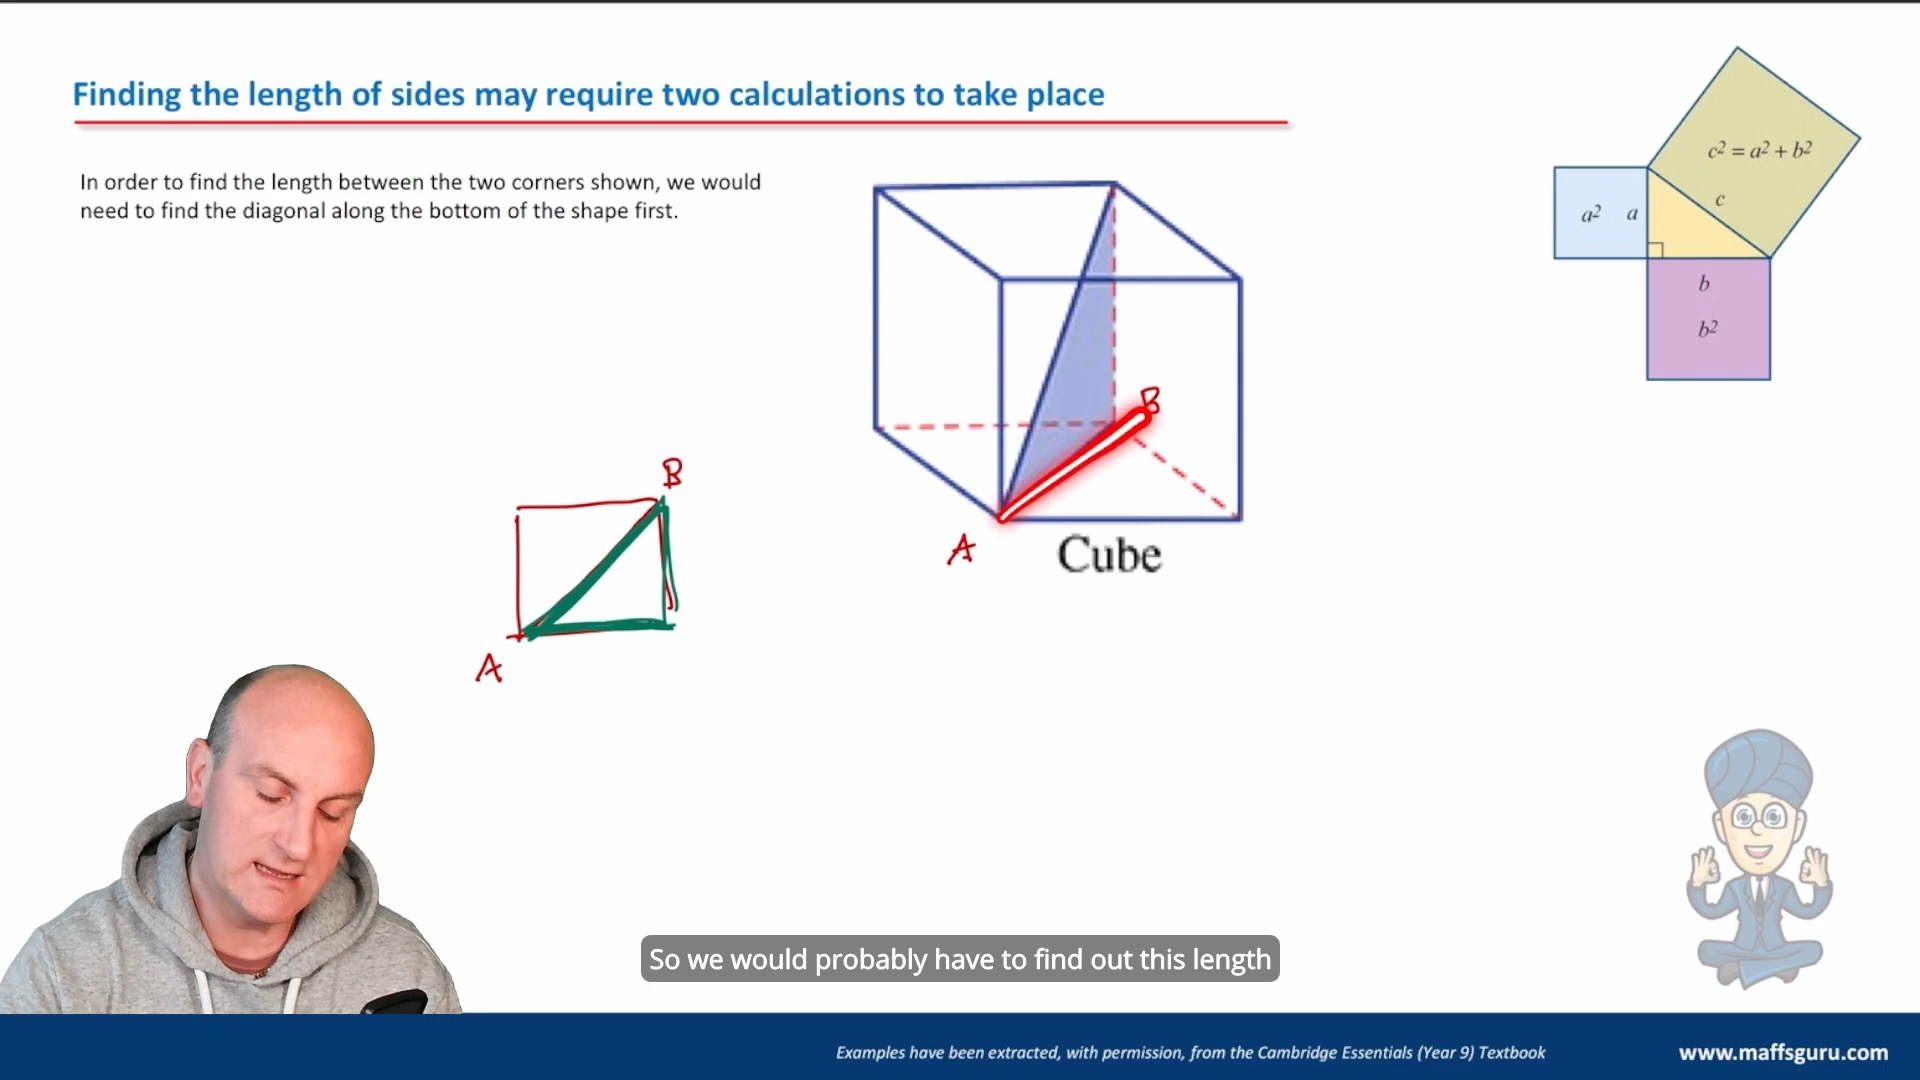 Finding the length of sides may require two calculations to take place
In order to find the length between the two corners shown, we would
need to find the diagonal along the bottom of the shape first.
c² = a² + b²
a² a
c
b
b²
B
A
Cube
B
A
So we would probably have to find out this length
Examples have been extracted, with permission, from the Cambridge Essentials (Year 9) Textbook
www.maffsguru.com